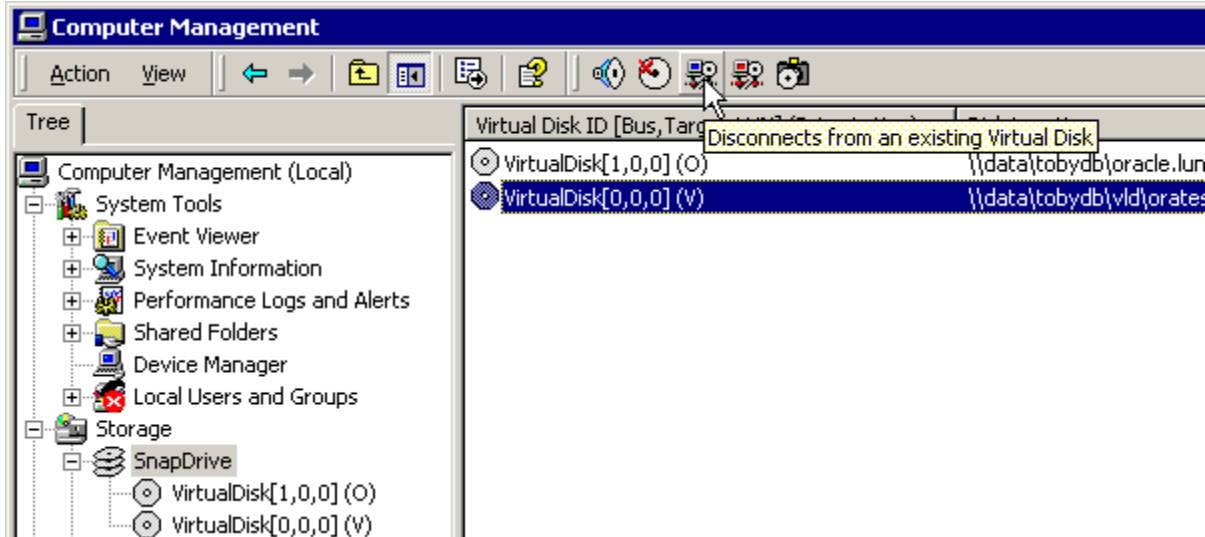 Computer Management
Action View
Tree
Virtual Disk ID [Bus,Targ
Disconnects from an existing Virtual Disk
Computer Management (Local)
VirtualDisk[1,0,0] (O) \\data\tobydb\oracle.lun
System Tools
VirtualDisk[0,0,0] (V) \\data\tobydb\vld\orates
Event Viewer
System Information
Performance Logs and Alerts
Shared Folders
Device Manager
Local Users and Groups
Storage
SnapDrive
VirtualDisk[1,0,0] (O)
VirtualDisk[0,0,0] (V)